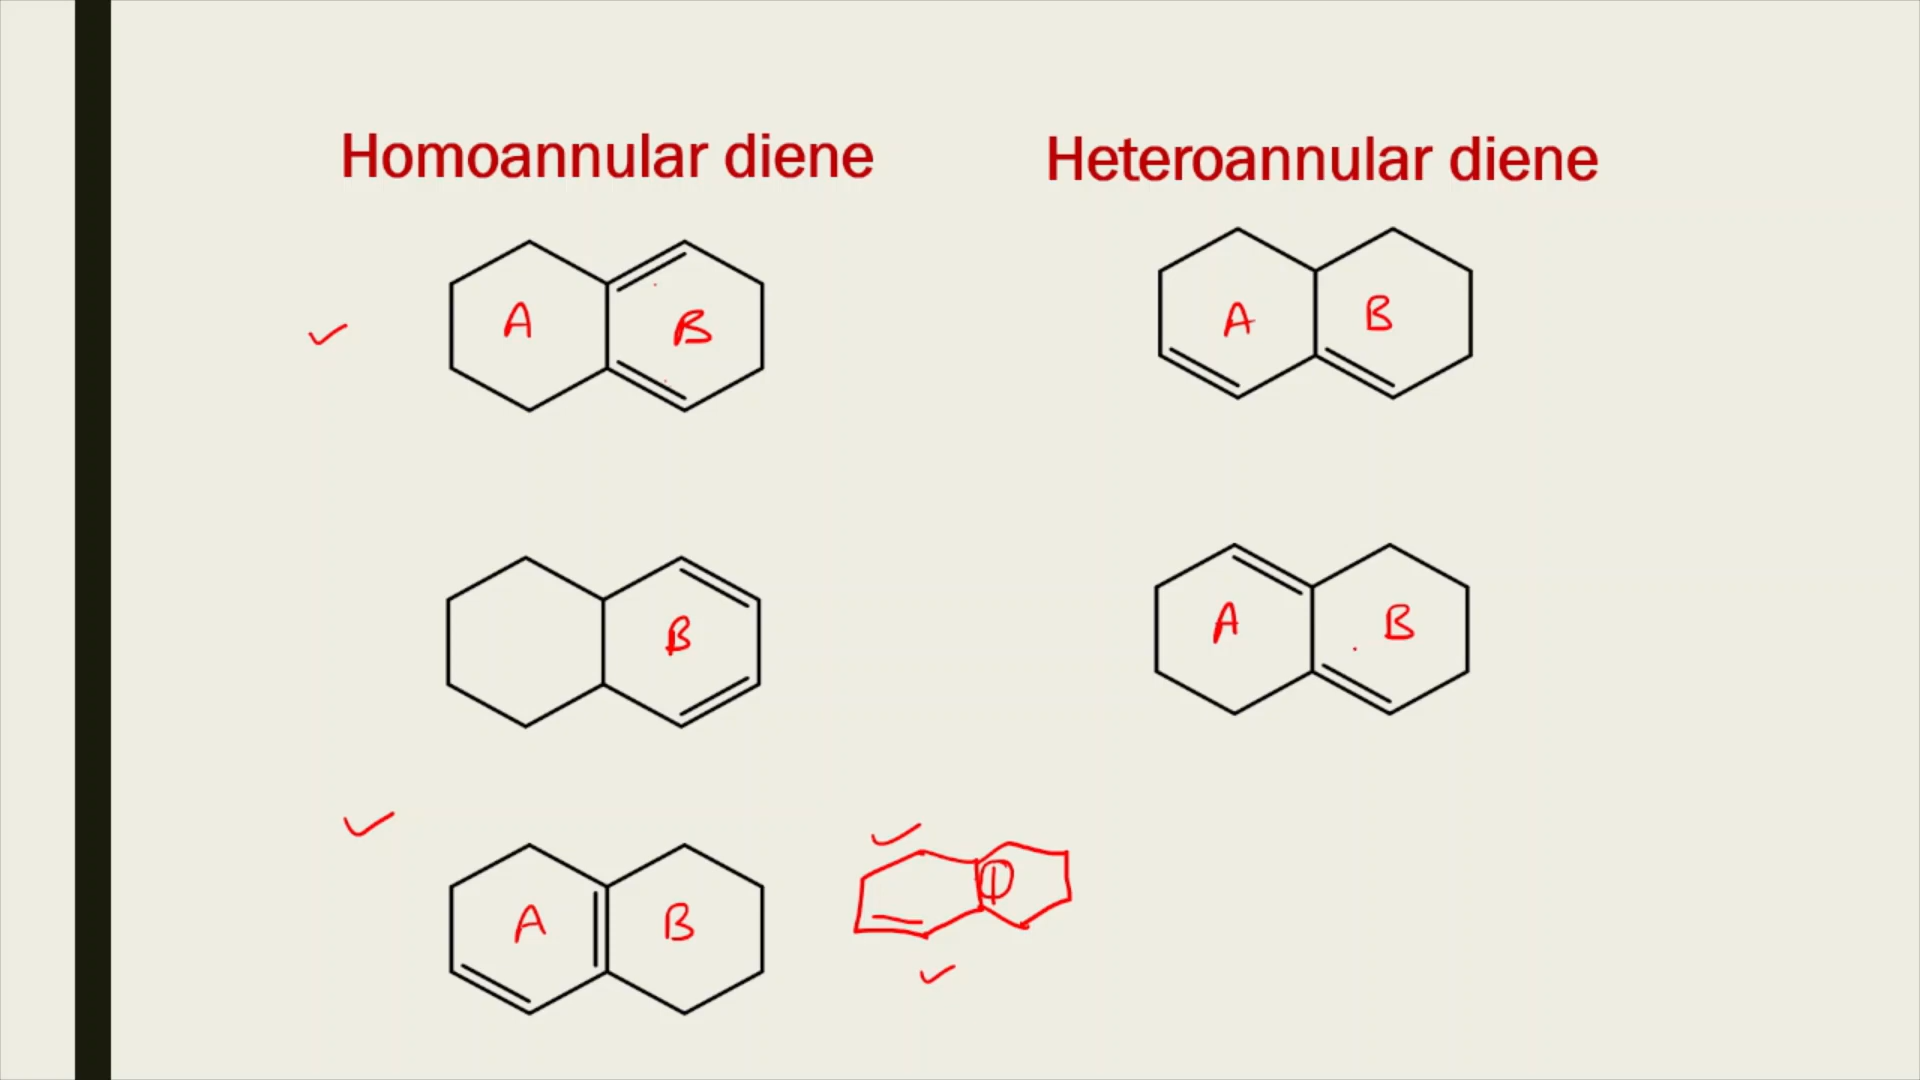 Homoannular diene
Heteroannular diene
A B
A B
B
A B
A B